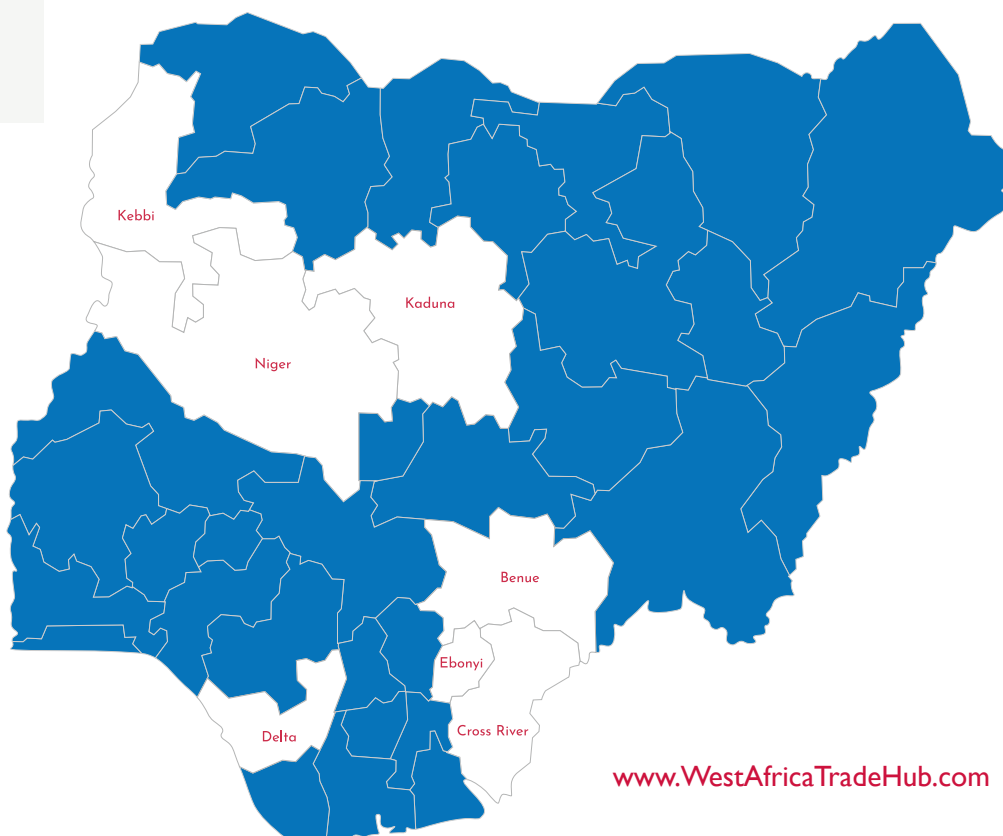 Kebbi
Kaduna
Niger
Benue
Ebonyi
Cross River
Delta
www.WestAfricaTradeHub.com